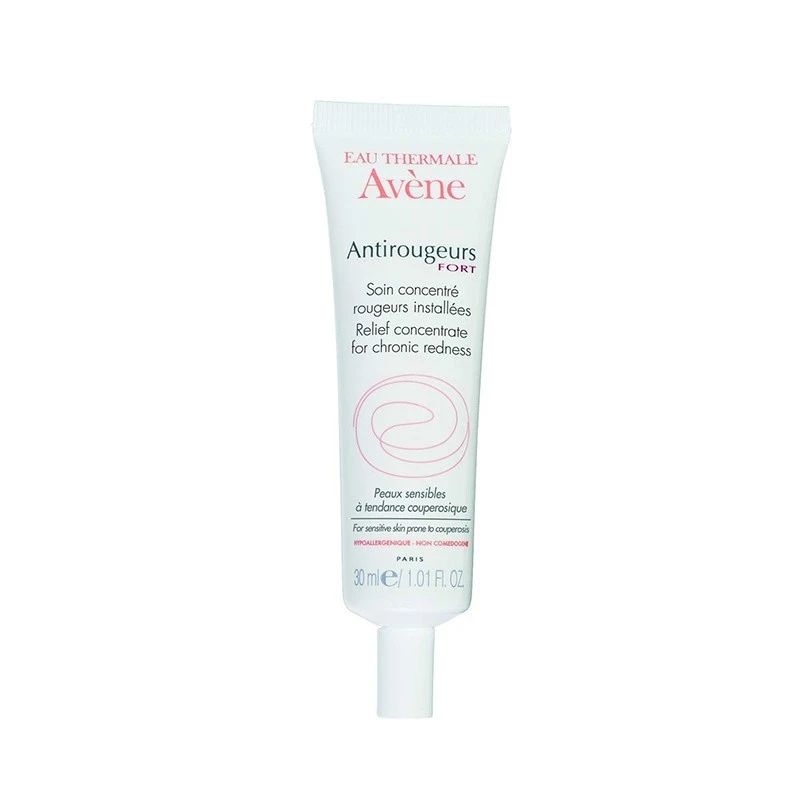 EAU THERMALE
Avène
Antirougeurs
FORT
Soin concentré
rougeurs installées
Relief concentrate
for chronic redness
Peaux sensibles
à tendance couperosique
For sensitive skin prone to couperosis
HYPOALLERGENIQUE - NON COMEDOGENE
PARIS
30 ml e / 1.01 FL. OZ.